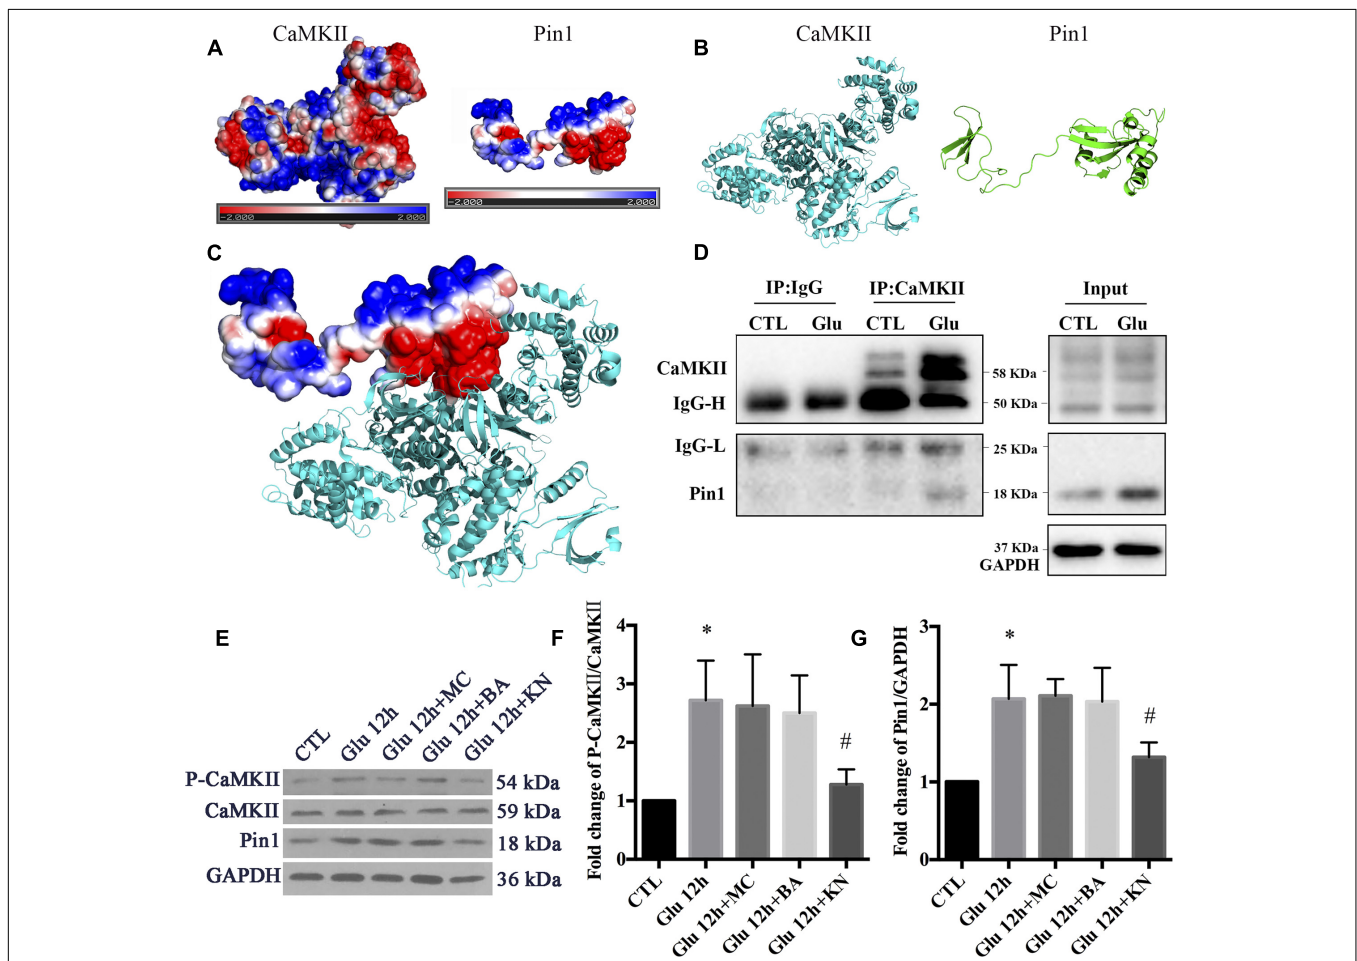 A
CaMKII
Pin1
-2.000 2.000
-2.000 2.000
B
CaMKII
Pin1
C
D
IP:IgG IP:CaMKII Input
CTL Glu CTL Glu CTL Glu
CaMKII
58 KDa
IgG-H
50 KDa
IgG-L
25 KDa
Pin1
18 KDa
37 KDa
GAPDH
E
CTL
Glu 12h
Glu 12h+MC
Glu 12h+BA
Glu 12h+KN
P-CaMKII 54 kDa
CaMKII 59 kDa
Pin1 18 kDa
GAPDH 36 kDa
F
Fold change of P-CaMKII/CaMKII
4
3
2
1
0
*
#
CTL
Glu 12h
Glu 12h+MC
Glu 12h+BA
Glu 12h+KN
G
Fold change of Pin1/GAPDH
3
2
1
0
*
#
CTL
Glu 12h
Glu 12h+MC
Glu 12h+BA
Glu 12h+KN